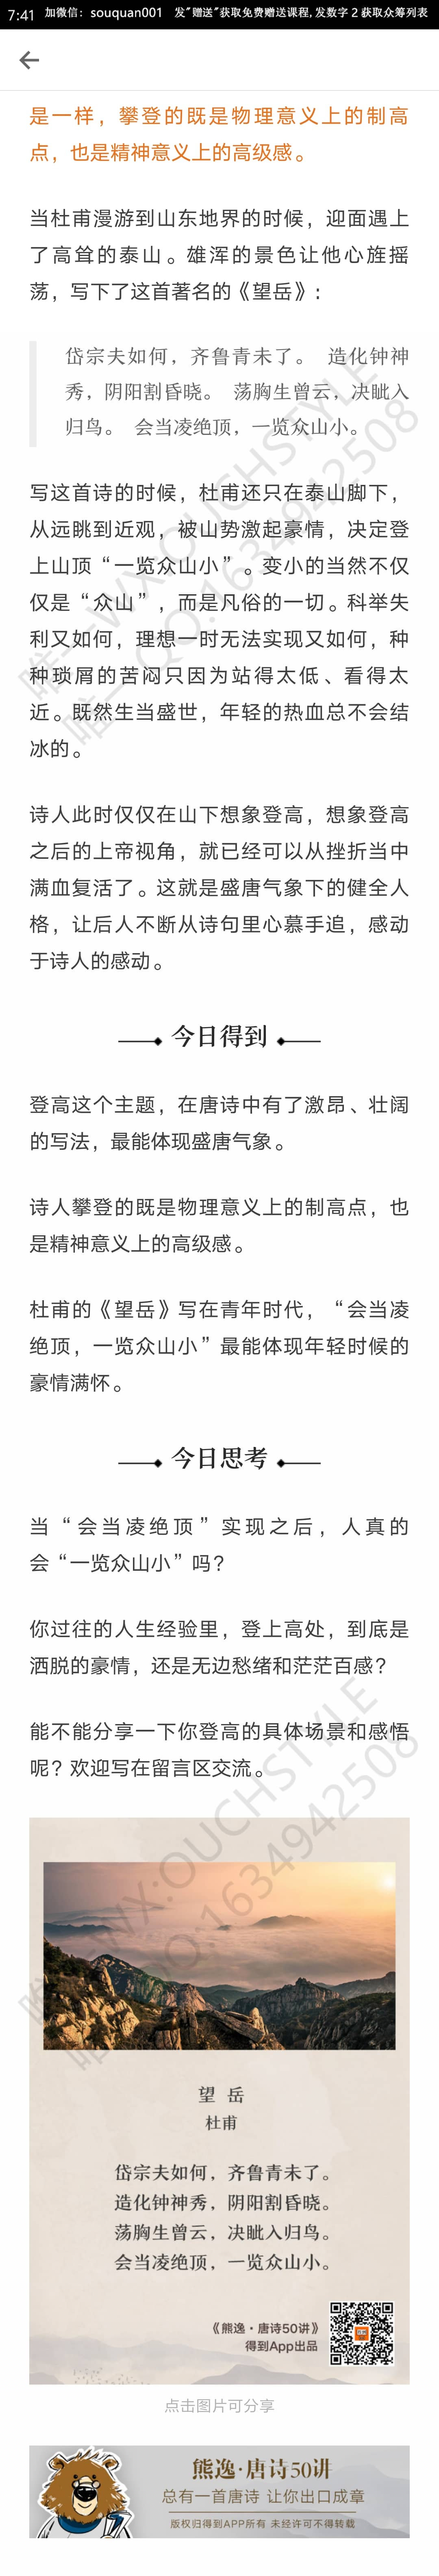 7:41 加微信：souquan001 发"赠送"获取免费赠送课程,发数字2获取众筹列表
是一样，攀登的既是物理意义上的制高
点，也是精神意义上的高级感。
当杜甫漫游到山东地界的时候，迎面遇上
了高耸的泰山。雄浑的景色让他心旌摇
荡，写下了这首著名的《望岳》:
岱宗夫如何，齐鲁青未了。 造化钟神
秀，阴阳割昏晓。 荡胸生曾云，决眦入
归鸟。 会当凌绝顶，一览众山小。
写这首诗的时候，杜甫还只在泰山脚下，
从远眺到近观，被山势激起豪情，决定登
上山顶“一览众山小”。变小的当然不仅
仅是“众山”，而是凡俗的一切。科举失
利又如何，理想一时无法实现又如何，种
种琐屑的苦闷只因为站得太低、看得太
近。既然生当盛世，年轻的热血总不会结
冰的。
诗人此时仅仅在山下想象登高，想象登高
之后的上帝视角，就已经可以从挫折当中
满血复活了。这就是盛唐气象下的健全人
格，让后人不断从诗句里心慕手追，感动
于诗人的感动。
今日得到
登高这个主题，在唐诗中有了激昂、壮阔
的写法，最能体现盛唐气象。
诗人攀登的既是物理意义上的制高点，也
是精神意义上的高级感。
杜甫的《望岳》写在青年时代，“会当凌
绝顶，一览众山小”最能体现年轻时候的
豪情满怀。
今日思考
当“会当凌绝顶”实现之后，人真的
会“一览众山小”吗?
你过往的人生经验里，登上高处，到底是
洒脱的豪情，还是无边愁绪和茫茫百感?
能不能分享一下你登高的具体场景和感悟
呢? 欢迎写在留言区交流。
望 岳
杜甫
岱宗夫如何，齐鲁青未了。
造化钟神秀，阴阳割昏晓。
荡胸生曾云，决眦入归鸟。
会当凌绝顶，一览众山小。
《熊逸·唐诗50讲》
得到App出品
点击图片可分享
熊逸·唐诗50讲
总有一首唐诗 让你出口成章
版权归得到APP所有 未经许可不得转载
唯一WX:OUCHSTYLE
唯一QQ:1634942508
唯一WX:OUCHSTYLE
唯一QQ:1634942508